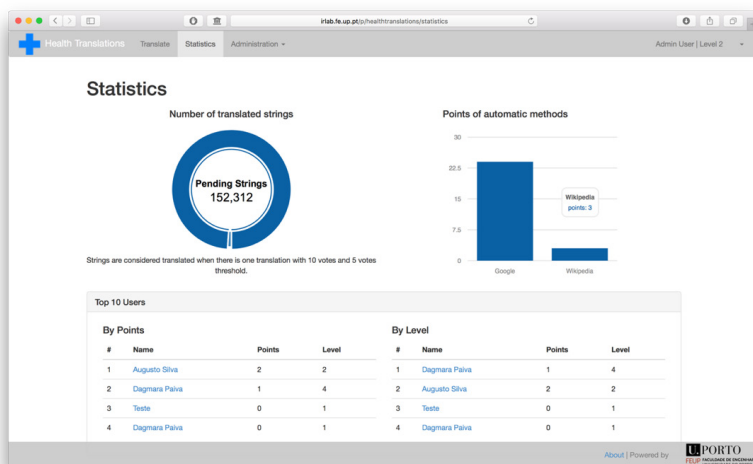 irlab.fe.up.pt/p/healthtranslations/statistics
Health Translations Translate Statistics Administration Admin User | Level 2
Statistics
Number of translated strings
Points of automatic methods
Pending Strings
152,312
Strings are considered translated when there is one translation with 10 votes and 5 votes
threshold.
30
22.5
15
7.5
0
Wikipedia
points: 3
Google Wikipedia
Top 10 Users
By Points
# Name Points Level
1 Augusto Silva 2 2
2 Dagmara Paiva 1 4
3 Teste 0 1
4 Dagmara Paiva 0 1
By Level
# Name Points Level
1 Dagmara Paiva 1 4
2 Augusto Silva 2 2
3 Teste 0 1
4 Dagmara Paiva 0 1
About | Powered by
U.PORTO
FEUP FACULDADE DE ENGENHA